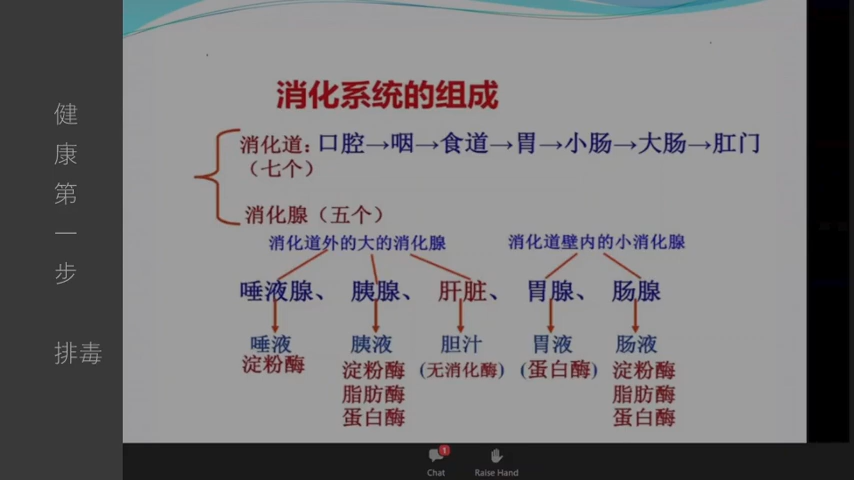 健康第一步
排毒
消化系统的组成
消化道：口腔→咽→食道→胃→小肠→大肠→肛门
（七个）
消化腺（五个）
消化道外的大的消化腺 消化道壁内的小消化腺
唾液腺、 胰腺、 肝脏、 胃腺、 肠腺
唾液 胰液 胆汁 胃液 肠液
淀粉酶 淀粉酶 (无消化酶) (蛋白酶) 淀粉酶
脂肪酶 脂肪酶
蛋白酶 蛋白酶
1
Chat Raise Hand